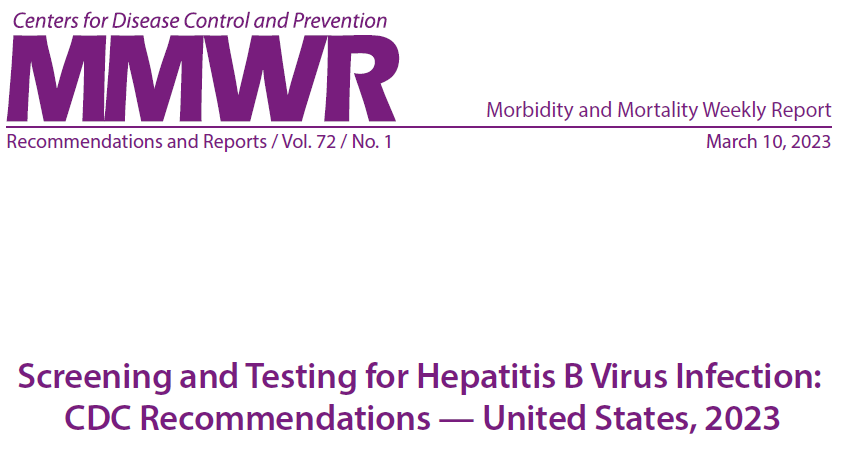 Centers for Disease Control and Prevention
MMWR
Morbidity and Mortality Weekly Report
Recommendations and Reports / Vol. 72 / No. 1
March 10, 2023
Screening and Testing for Hepatitis B Virus Infection:
CDC Recommendations — United States, 2023